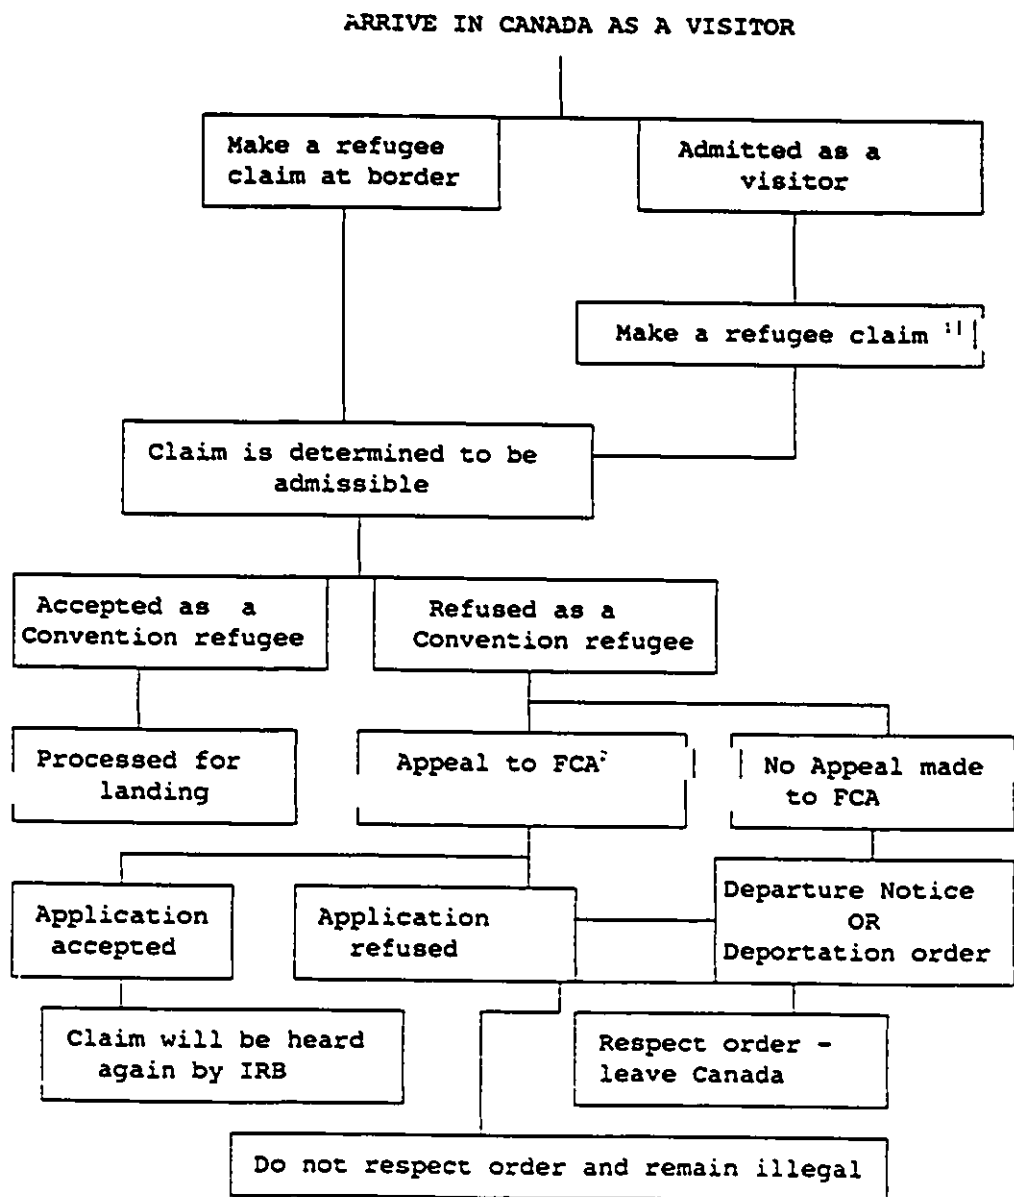 ARRIVE IN CANADA AS A VISITOR
Make a refugee
claim at border
Admitted as a
visitor
Make a refugee claim
Claim is determined to be
admissible
Accepted as a
Convention refugee
Refused as a
Convention refugee
Processed for
landing
Appeal to FCA²
No Appeal made
to FCA
Application
accepted
Application
refused
Departure Notice
OR
Deportation order
Claim will be heard
again by IRB
Respect order -
leave Canada
Do not respect order and remain illegal